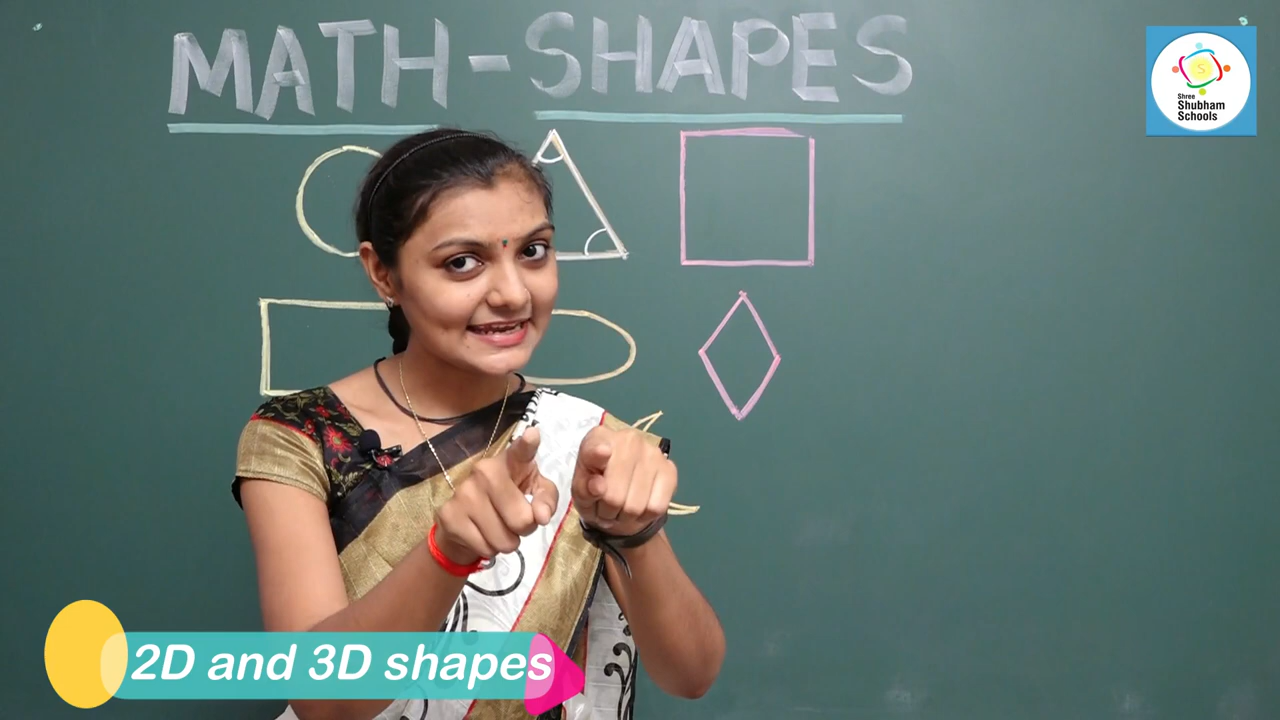 MATH - SHAPES
S
Shree
Shubham
Schools
2D and 3D shapes